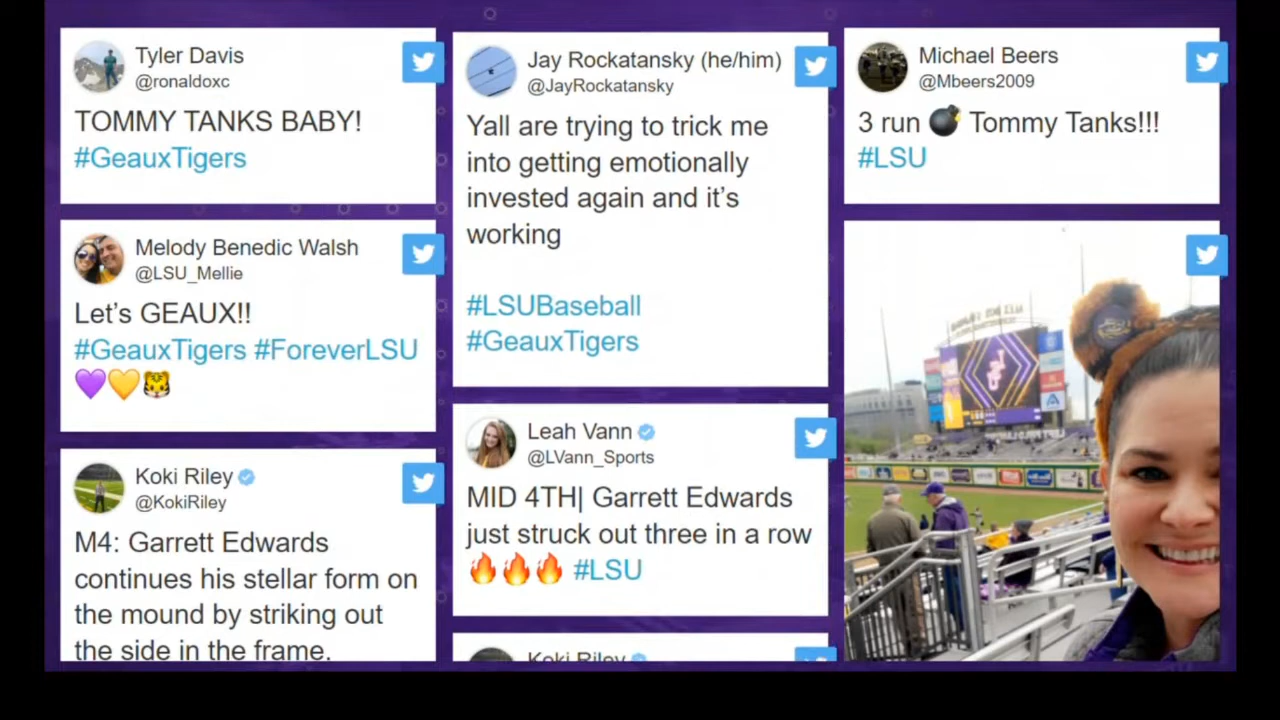 Tyler Davis
@ronaldoxc
TOMMY TANKS BABY!
#GeauxTigers
Melody Benedic Walsh
@LSU_Mellie
Let's GEAUX!!
#GeauxTigers #ForeverLSU
💜💛🐯
Koki Riley
@KokiRiley
M4: Garrett Edwards
continues his stellar form on
the mound by striking out
the side in the frame.
Jay Rockatansky (he/him)
@JayRockatansky
Yall are trying to trick me
into getting emotionally
invested again and it's
working
#LSUBaseball
#GeauxTigers
Leah Vann
@LVann_Sports
MID 4TH| Garrett Edwards
just struck out three in a row
🔥🔥🔥 #LSU
Koki Riley
Michael Beers
@Mbeers2009
3 run 💣 Tommy Tanks!!!
#LSU